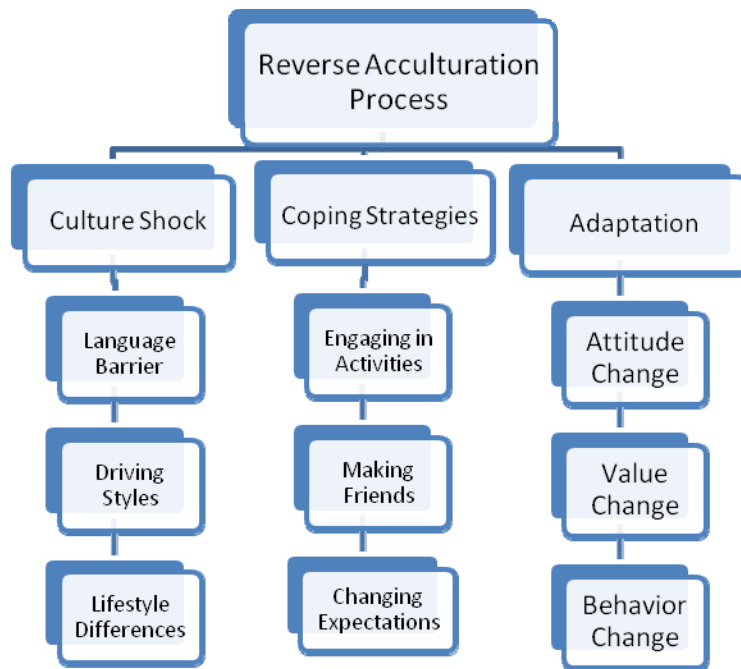 Reverse Acculturation
Process
Culture Shock
Coping Strategies
Adaptation
Language
Barrier
Engaging in
Activities
Attitude
Change
Driving
Styles
Making
Friends
Value
Change
Lifestyle
Differences
Changing
Expectations
Behavior
Change